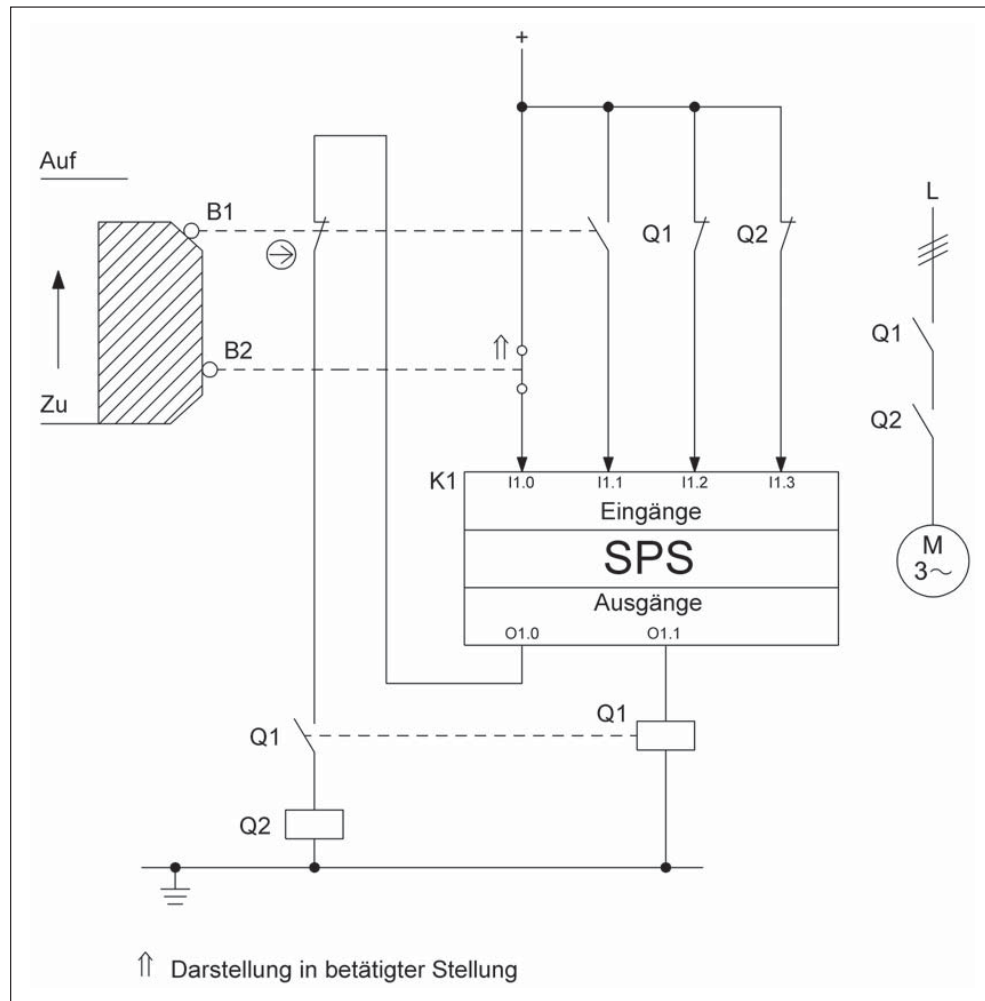 +
Auf
B1
L
Q1
Q2
Q1
B2
Q2
Zu
K1
I1.0
I1.1
I1.2
I1.3
Eingänge
M
3~
SPS
Ausgänge
O1.0
O1.1
Q1
Q1
Q2
⇑ Darstellung in betätigter Stellung